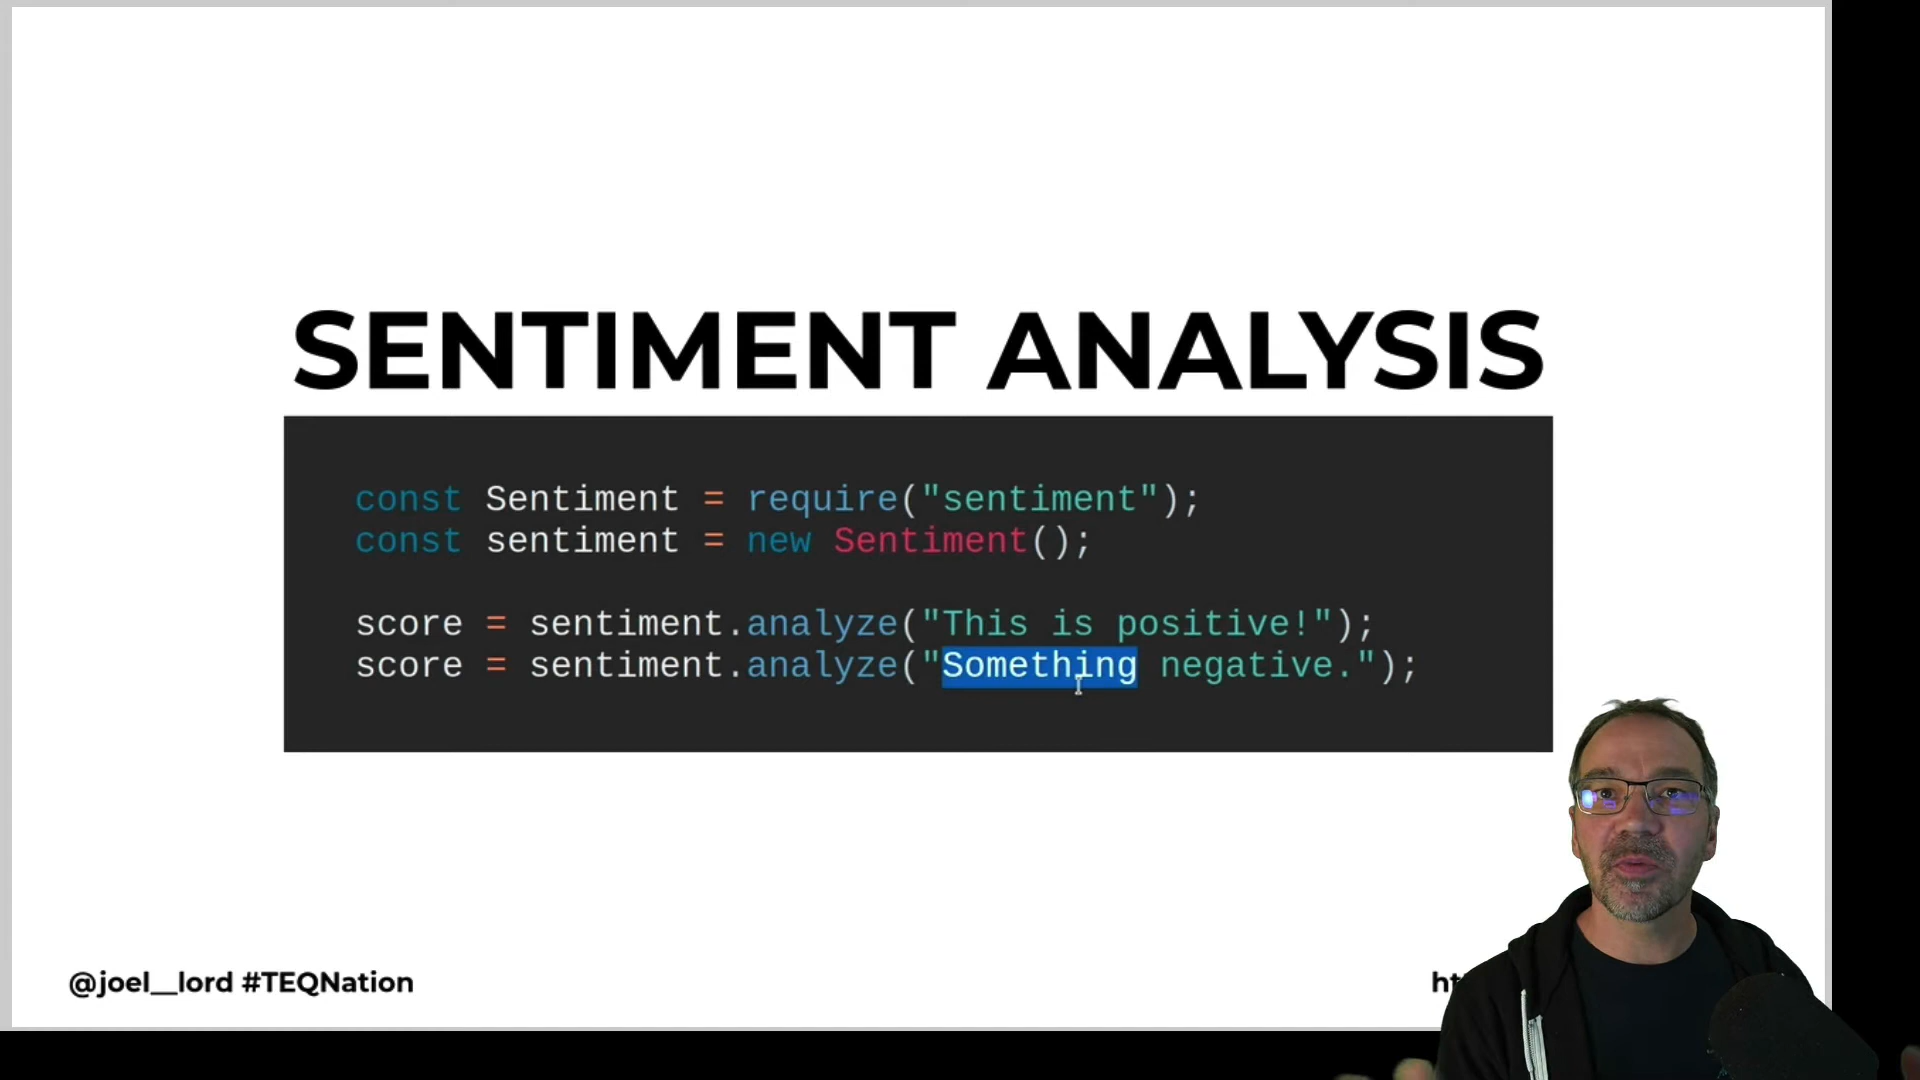 SENTIMENT ANALYSIS
const Sentiment = require("sentiment");
const sentiment = new Sentiment();
score = sentiment.analyze("This is positive!");
score = sentiment.analyze("Something negative.");
@joel__lord #TEQNation